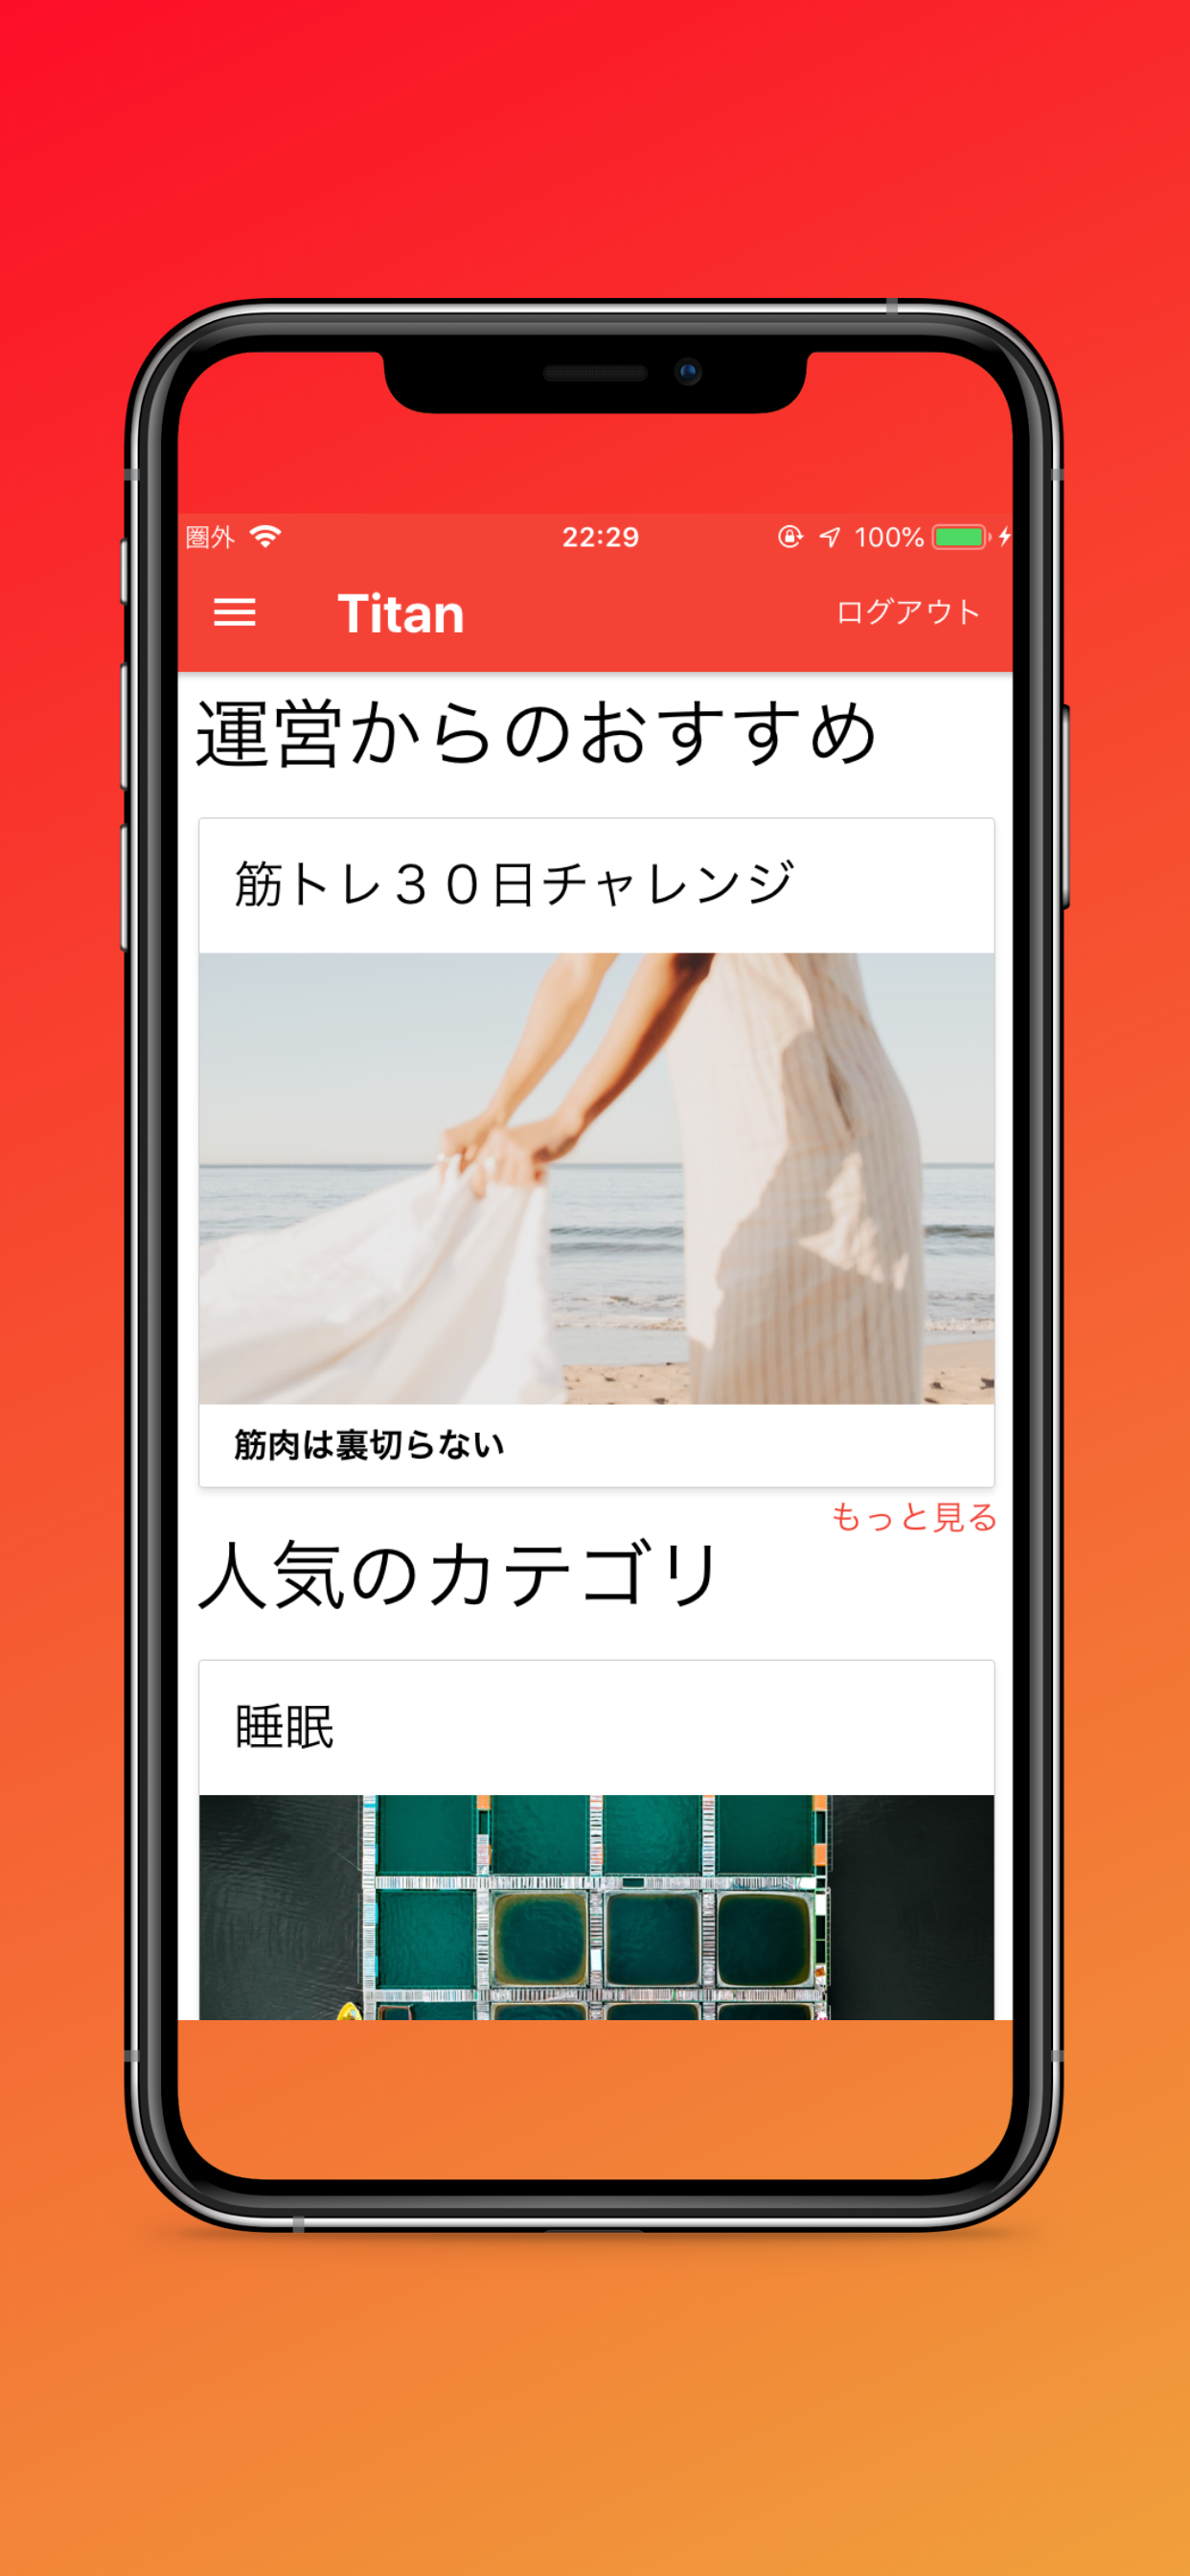 圏外 22:29 100%
Titan ログアウト
運営からのおすすめ
筋トレ３０日チャレンジ
筋肉は裏切らない
もっと見る
人気のカテゴリ
睡眠